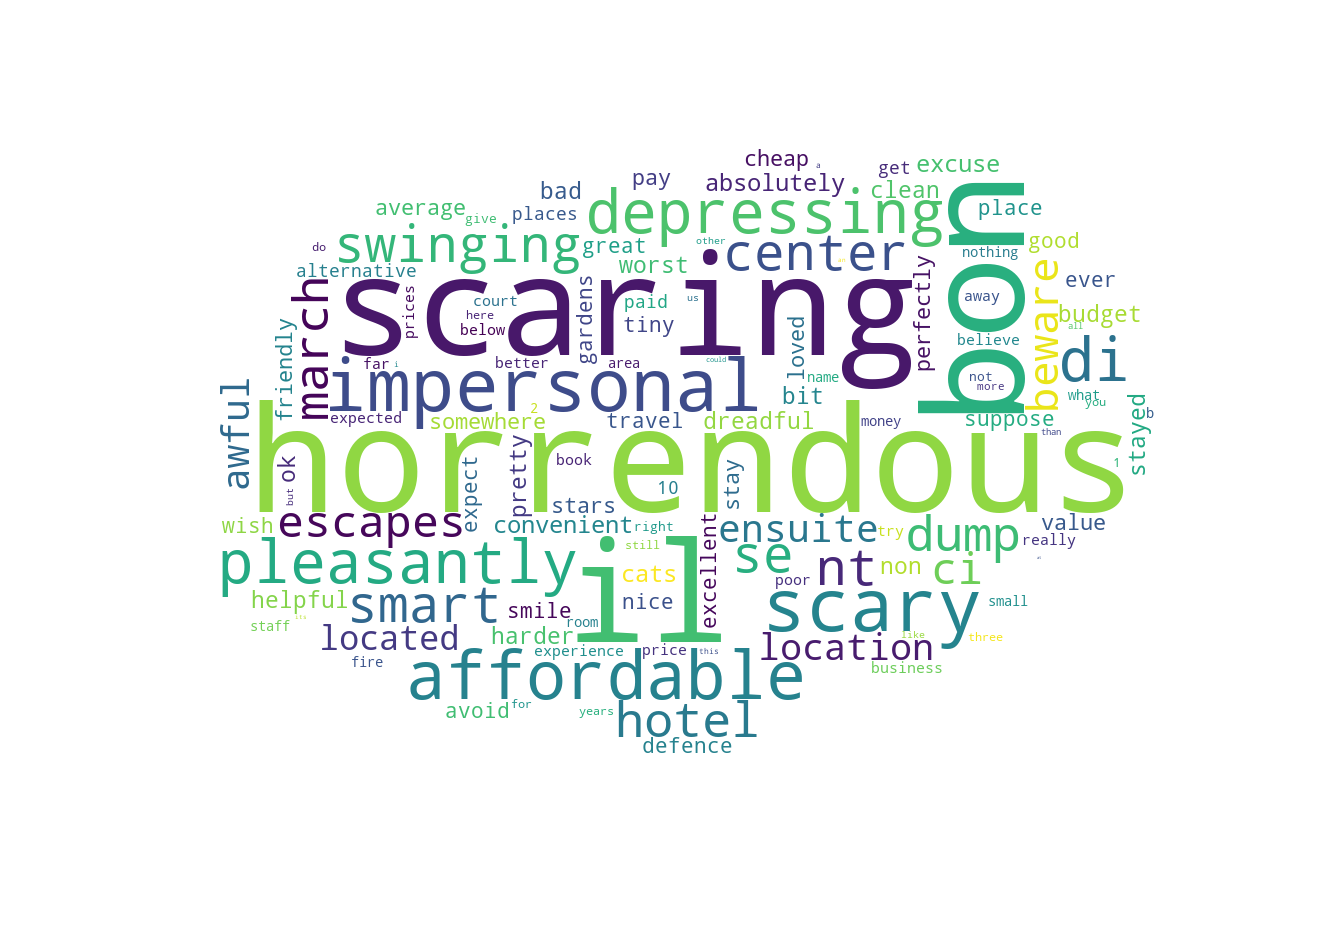 cheap
a
get
excuse
pay
absolutely
clean
bad
depressing
bon
place
average
give
places
swinging
great
center
other
good
do
nothing
alternative
worst
scaring
march
prices
court
gardens
paid
us
perfectly
away
beware
ever
here
below
tiny
budget
all
friendly
loved
believe
di
far
i
better
area
could
impersonal
name
not
more
what
you
awful
expected
somewhere
2
travel
dreadful
bit
money
suppose
than
stayed
b
horrendous
but
ok
expect
pretty
book
10
stay
1
stars
wish
escapes
convenient
right
excellent
ensuite
try
dump
value
really
pleasantly
il
still
se
nt
non
ci
cats
poor
helpful
smart
smile
nice
scary
small
staff
its
room
located
harder
location
like
three
experience
price
this
fire
affordable
business
avoid
for
years
hotel
defence